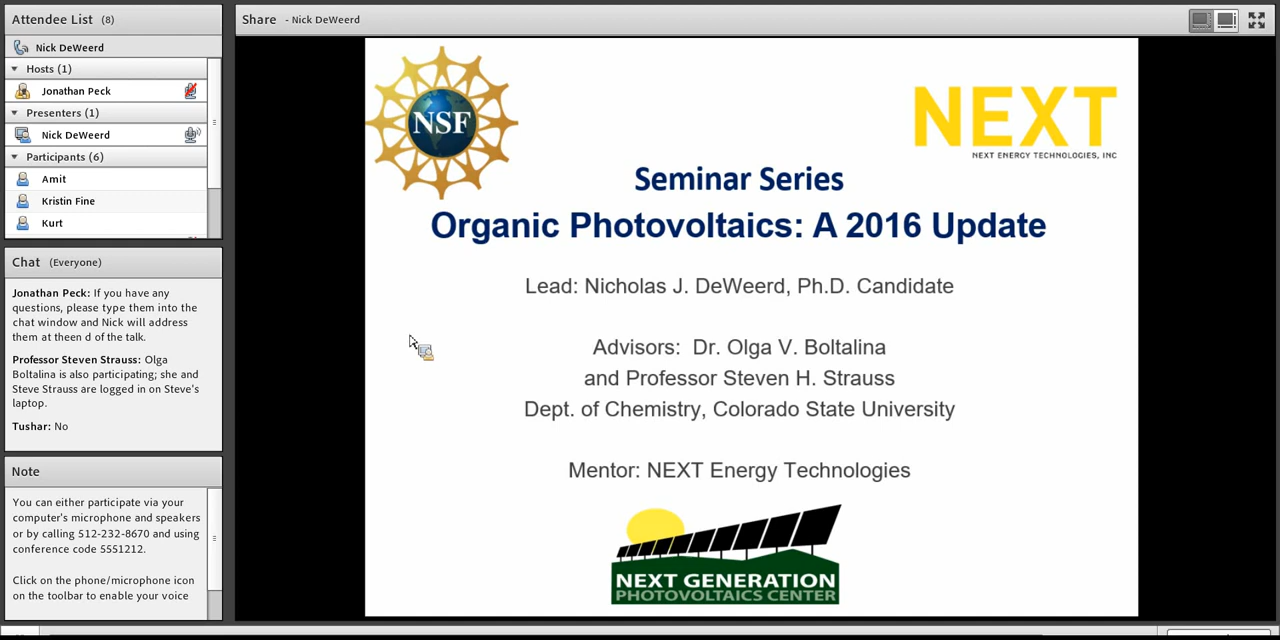 Attendee List (8)
Nick DeWeerd
Hosts (1)
Jonathan Peck
Presenters (1)
Nick DeWeerd
Participants (6)
Amit
Kristin Fine
Kurt
Chat (Everyone)
Jonathan Peck: If you have any
questions, please type them into the
chat window and Nick will address
them at theen d of the talk.
Professor Steven Strauss: Olga
Boltalina is also participating; she and
Steve Strauss are logged in on Steve's
laptop.
Tushar: No
Note
You can either participate via your
computer's microphone and speakers
or by calling 512-232-8670 and using
conference code 5551212.
Click on the phone/microphone icon
on the toolbar to enable your voice
Share - Nick DeWeerd
NSF
NEXT
NEXT ENERGY TECHNOLOGIES, INC
Seminar Series
Organic Photovoltaics: A 2016 Update
Lead: Nicholas J. DeWeerd, Ph.D. Candidate
Advisors: Dr. Olga V. Boltalina
and Professor Steven H. Strauss
Dept. of Chemistry, Colorado State University
Mentor: NEXT Energy Technologies
NEXT GENERATION
PHOTOVOLTAICS CENTER